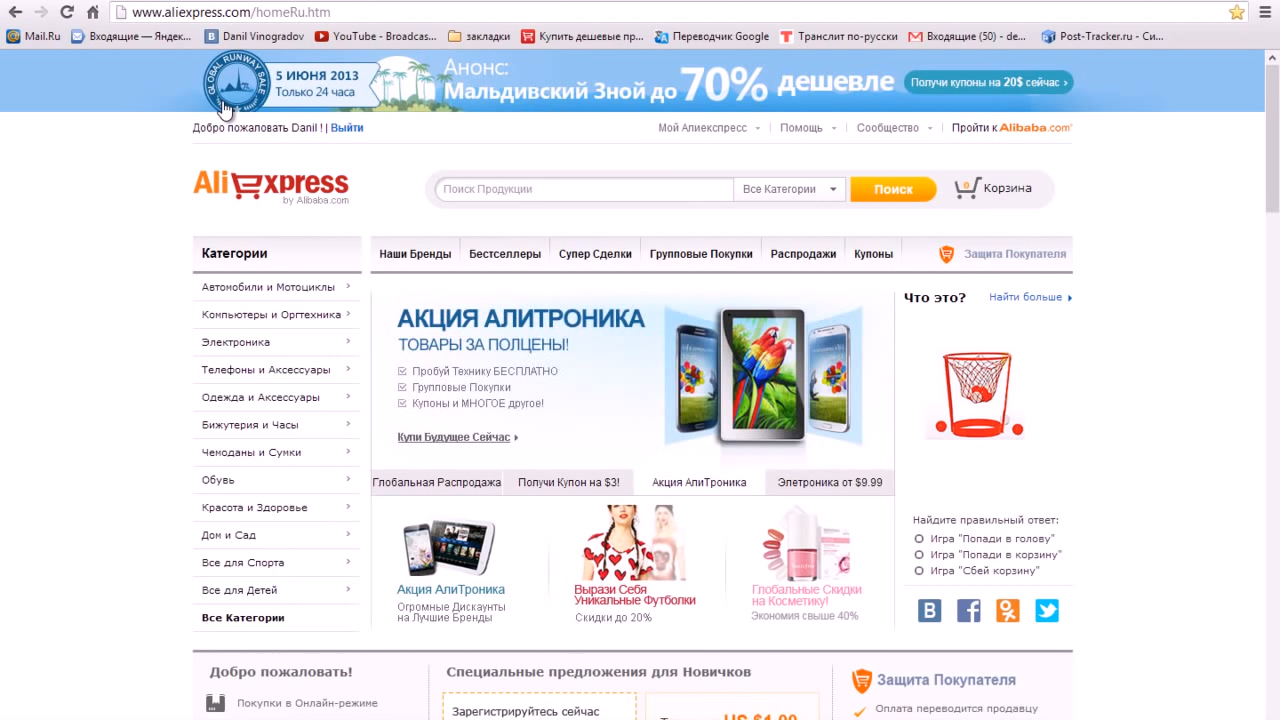 www.aliexpress.com/homeRu.htm
Mail.Ru
Входящие — Яндек...
Danil Vinogradov
YouTube - Broadcas...
закладки
Купить дешевые пр...
Переводчик Google
Транслит по-русски
Входящие (50) - de...
Post-Tracker.ru - Си...
GLOBAL RUNWAY SALE
5 ИЮНЯ 2013
Только 24 часа
Анонс:
Мальдивский Зной до 70% дешевле
Получи купоны на 20$ сейчас ›
Добро пожаловать Danil ! | Выйти
Мой Алиекспресс
Помощь
Сообщество
Пройти к Alibaba.com®
AliExpress
by Alibaba.com
Поиск Продукции
Все Категории
Поиск
0
Корзина
Категории
Наши Бренды
Бестселлеры
Супер Сделки
Групповые Покупки
Распродажи
Купоны
Защита Покупателя
Автомобили и Мотоциклы
Компьютеры и Оргтехника
Электроника
Телефоны и Аксессуары
Одежда и Аксессуары
Бижутерия и Часы
Чемоданы и Сумки
Обувь
Красота и Здоровье
Дом и Сад
Все для Спорта
Все для Детей
Все Категории
АКЦИЯ АЛИТРОНИКА
ТОВАРЫ ЗА ПОЛЦЕНЫ!
Пробуй Технику БЕСПЛАТНО
Групповые Покупки
Купоны и МНОГОЕ другое!
Купи Будущее Сейчас
Глобальная Распродажа
Получи Купон на $3!
Акция АлиТроника
Элетроника от $9.99
Акция АлиТроника
Огромные Дискаунты
на Лучшие Бренды
Вырази Себя
Уникальные Футболки
Скидки до 20%
Глобальные Скидки
на Косметику!
Экономия свыше 40%
Что это?
Найти больше
Найдите правильный ответ:
Игра "Попади в голову"
Игра "Попади в корзину"
Игра "Сбей корзину"
Добро пожаловать!
Покупки в Онлайн-режиме
Специальные предложения для Новичков
Зарегистрируйтесь сейчас
US $1.00
Защита Покупателя
Оплата переводится продавцу